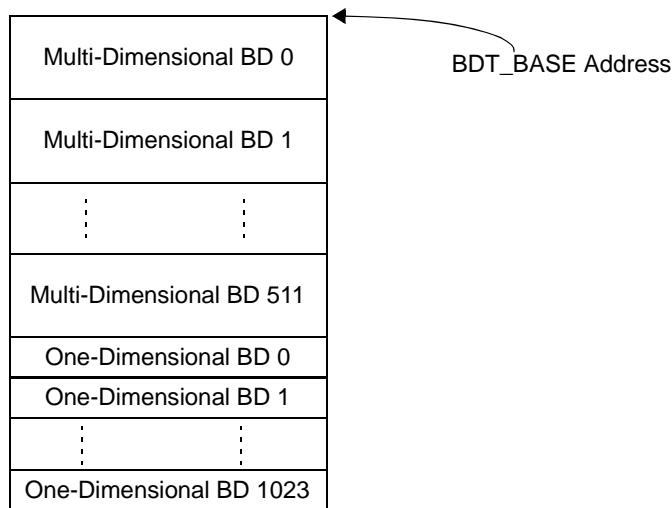 Multi-Dimensional BD 0
BDT_BASE Address
Multi-Dimensional BD 1
Multi-Dimensional BD 511
One-Dimensional BD 0
One-Dimensional BD 1
One-Dimensional BD 1023